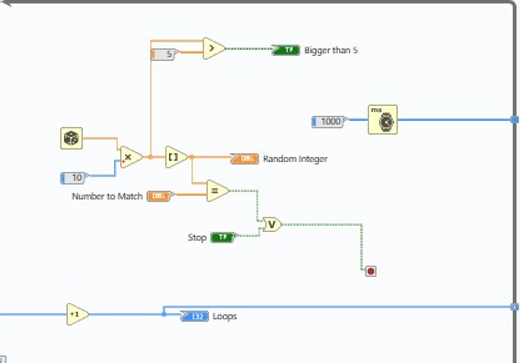 5
TF
Bigger than 5
ms
1000
x
[]
DBL
Random Integer
10
Number to Match
DBL
=
V
Stop
TF
+1
I32
Loops